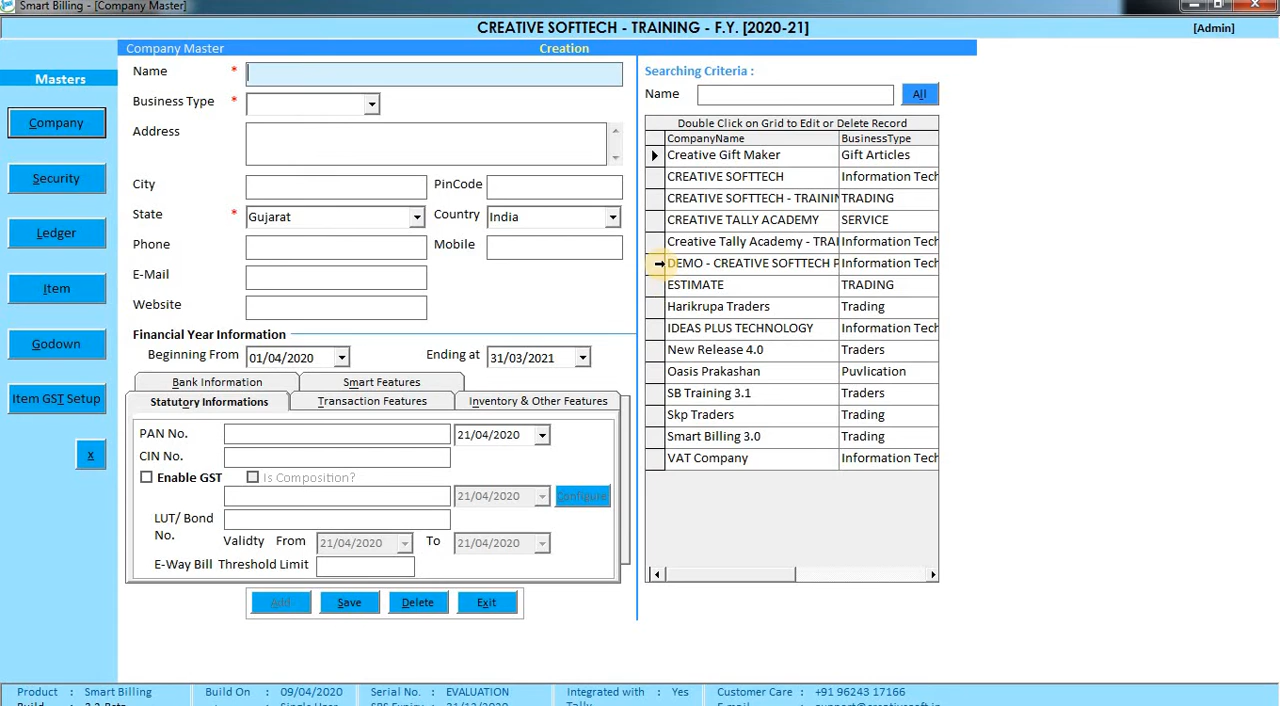 Smart Billing - [Company Master]
CREATIVE SOFTTECH - TRAINING - F.Y. [2020-21]
[Admin]
Masters
Company
Security
Ledger
Item
Godown
Item GST Setup
x
Company Master
Creation
Name *
Business Type *
Address
City
PinCode
State * Gujarat
Country India
Phone
Mobile
E-Mail
Website
Financial Year Information
Beginning From 01/04/2020
Ending at 31/03/2021
Bank Information
Smart Features
Statutory Informations
Transaction Features
Inventory & Other Features
PAN No. 21/04/2020
CIN No.
Enable GST
Is Composition?
21/04/2020 Configure
LUT/ Bond No.
Validty From 21/04/2020 To 21/04/2020
E-Way Bill Threshold Limit
Add
Save
Delete
Exit
Searching Criteria :
Name
All
Double Click on Grid to Edit or Delete Record
CompanyName BusinessType
Creative Gift Maker Gift Articles
CREATIVE SOFTTECH Information Tech
CREATIVE SOFTTECH - TRAININ TRADING
CREATIVE TALLY ACADEMY SERVICE
Creative Tally Academy - TRAI Information Tech
DEMO - CREATIVE SOFTTECH P Information Tech
ESTIMATE TRADING
Harikrupa Traders Trading
IDEAS PLUS TECHNOLOGY Information Tech
New Release 4.0 Traders
Oasis Prakashan Puvlication
SB Training 3.1 Traders
Skp Traders Trading
Smart Billing 3.0 Trading
VAT Company Information Tech
Product : Smart Billing
Build On : 09/04/2020
Serial No. : EVALUATION
Integrated with : Yes
Customer Care : +91 96243 17166